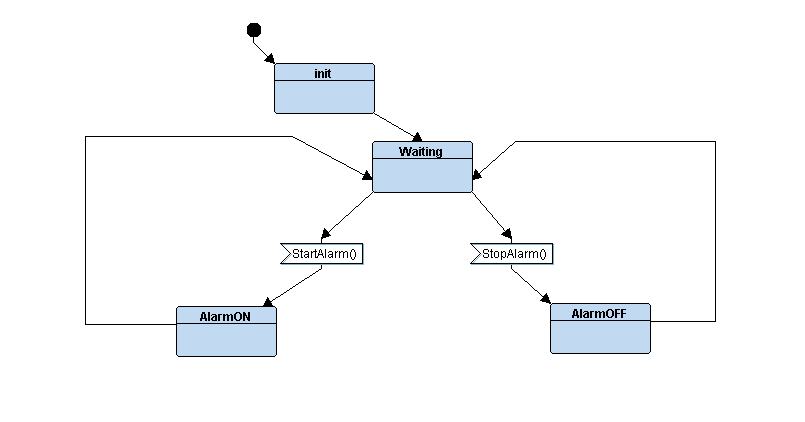 init
Waiting
StartAlarm()
StopAlarm()
AlarmON
AlarmOFF